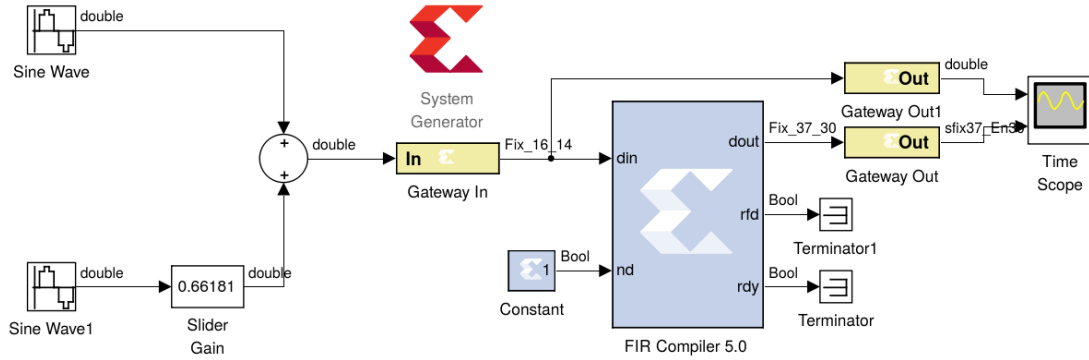 double
Sine Wave
System
Generator
double
In
Gateway In
Fix_16_14
Out
double
Gateway Out1
din
dout
Fix_37_30
Out
sfix37_En30
Gateway Out
Time
Scope
rfd
Bool
Terminator1
Bool
1
Constant
nd
rdy
Bool
Terminator
FIR Compiler 5.0
double
Sine Wave1
0.66181
double
Slider
Gain
+
+